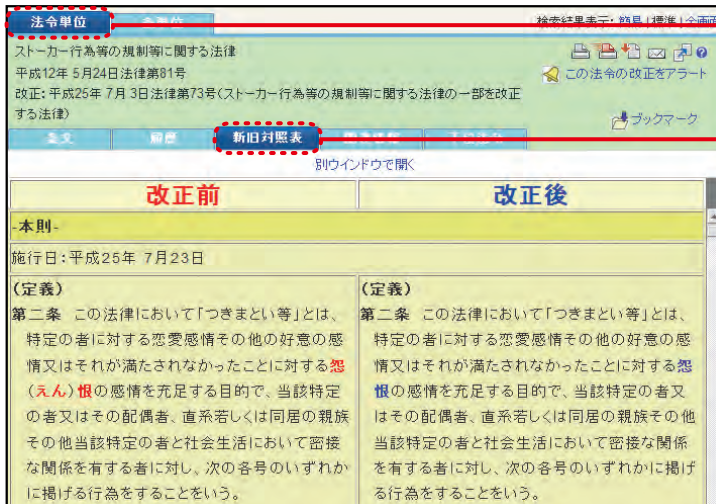 法令単位
検索結果表示: 簡易 | 標準 | 全画面
ストーカー行為等の規制等に関する法律
平成12年 5月24日法律第81号
この法令の改正をアラート
改正: 平成25年 7月 3日法律第73号(ストーカー行為等の規制等に関する法律の一部を改正
する法律)
ブックマーク
条文 新旧対照表
別ウインドウで開く
改正前 改正後
-本則-
施行日:平成25年 7月23日
(定義)
第二条 この法律において「つきまとい等」とは、
特定の者に対する恋愛感情その他の好意の感
情又はそれが満たされなかったことに対する怨
(えん)恨の感情を充足する目的で、当該特定
の者又はその配偶者、直系若しくは同居の親族
その他当該特定の者と社会生活において密接
な関係を有する者に対し、次の各号のいずれか
に掲げる行為をすることをいう。
(定義)
第二条 この法律において「つきまとい等」とは、
特定の者に対する恋愛感情その他の好意の感
情又はそれが満たされなかったことに対する怨
恨の感情を充足する目的で、当該特定の者又
はその配偶者、直系若しくは同居の親族その他
当該特定の者と社会生活において密接な関係
を有する者に対し、次の各号のいずれかに掲げ
る行為をすることをいう。